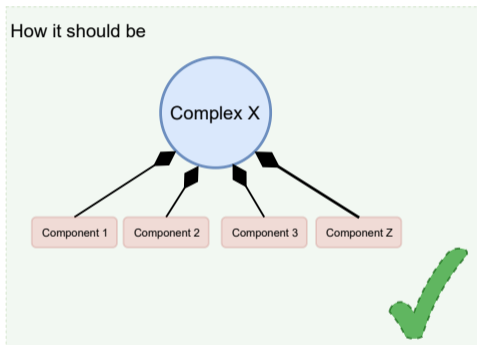 How it should be
Complex X
Component 1
Component 2
Component 3
Component Z